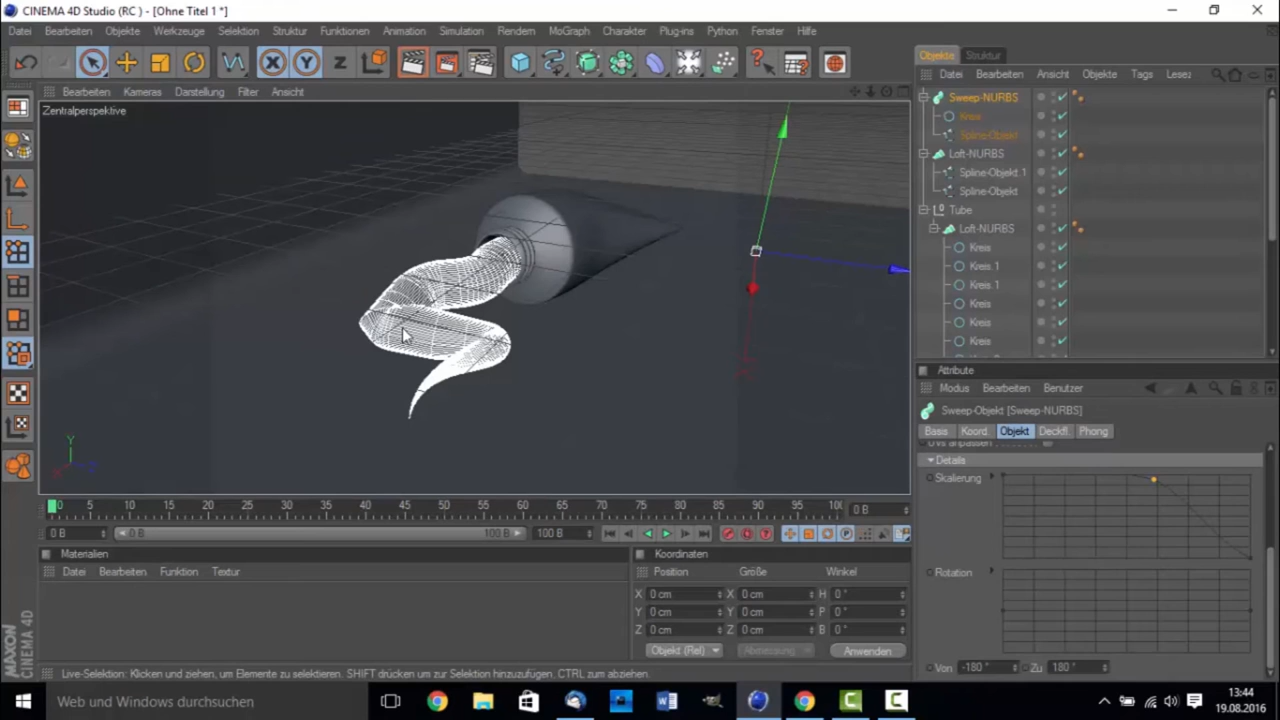 CINEMA 4D Studio (RC ) - [Ohne Titel 1 *]
Datei Bearbeiten Objekte Werkzeuge Selektion Struktur Funktionen Animation Simulation Rendern MoGraph Charakter Plug-ins Python Fenster Hilfe
Objekte Struktur
X Y Z
Datei Bearbeiten Ansicht Objekte Tags Lesez
Bearbeiten Kameras Darstellung Filter Ansicht
Zentralperspektive
Sweep-NURBS
Kreis
Spline-Objekt
Loft-NURBS
Spline-Objekt.1
Spline-Objekt
Tube
Loft-NURBS
Kreis
Kreis.1
Kreis.1
Kreis
Kreis
Kreis
Attribute
Modus Bearbeiten Benutzer
Sweep-Objekt [Sweep-NURBS]
Basis Koord. Objekt Deckfl. Phong
UVs anpassen
Details
Skalierung
Rotation
Von -180 ° Zu 180 °
Y
0 5 10 15 20 25 30 35 40 45 50 55 60 65 70 75 80 85 90 95 100 0 B
0 B 0 B 100 B 100 B
Materialien
Datei Bearbeiten Funktion Textur
Koordinaten
Position Größe Winkel
X 0 cm X 0 cm H 0 °
Y 0 cm Y 0 cm P 0 °
Z 0 cm Z 0 cm B 0 °
Objekt (Rel) Abmessung Anwenden
MAXON CINEMA 4D
Live-Selektion: Klicken und ziehen, um Elemente zu selektieren. SHIFT drücken um zur Selektion hinzuzufügen, CTRL zum abziehen.
Web und Windows durchsuchen
13:44
19.08.2016